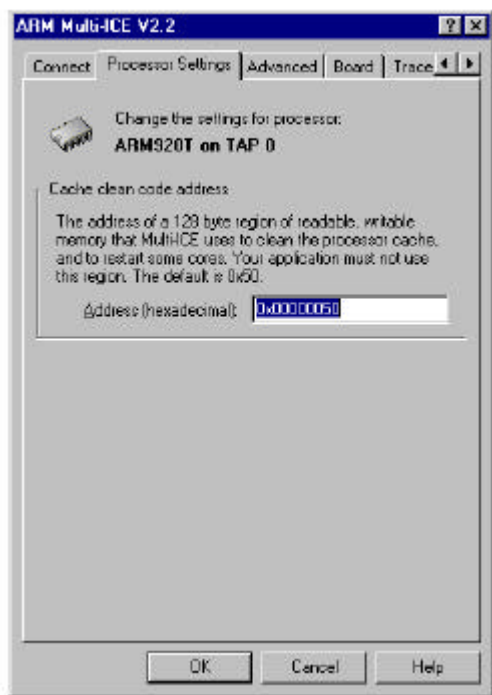 ARM Multi-ICE V2.2
Connect Processor Settings Advanced Board Trace
Change the settings for processor:
ARM920T on TAP 0
Cache clean code address
The address of a 128 byte region of readable, writable
memory that Multi-ICE uses to clean the processor cache,
and to restart some cores. Your application must not use
this region. The default is 0x50.
Address (hexadecimal): 0x00000050
OK Cancel Help